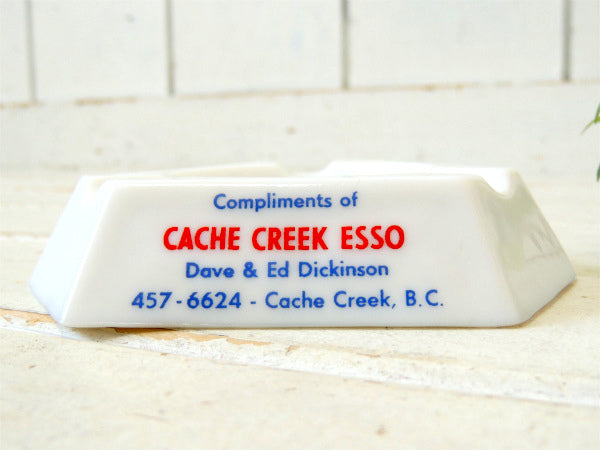 Compliments of
CACHE CREEK ESSO
Dave & Ed Dickinson
457-6624 - Cache Creek, B.C.